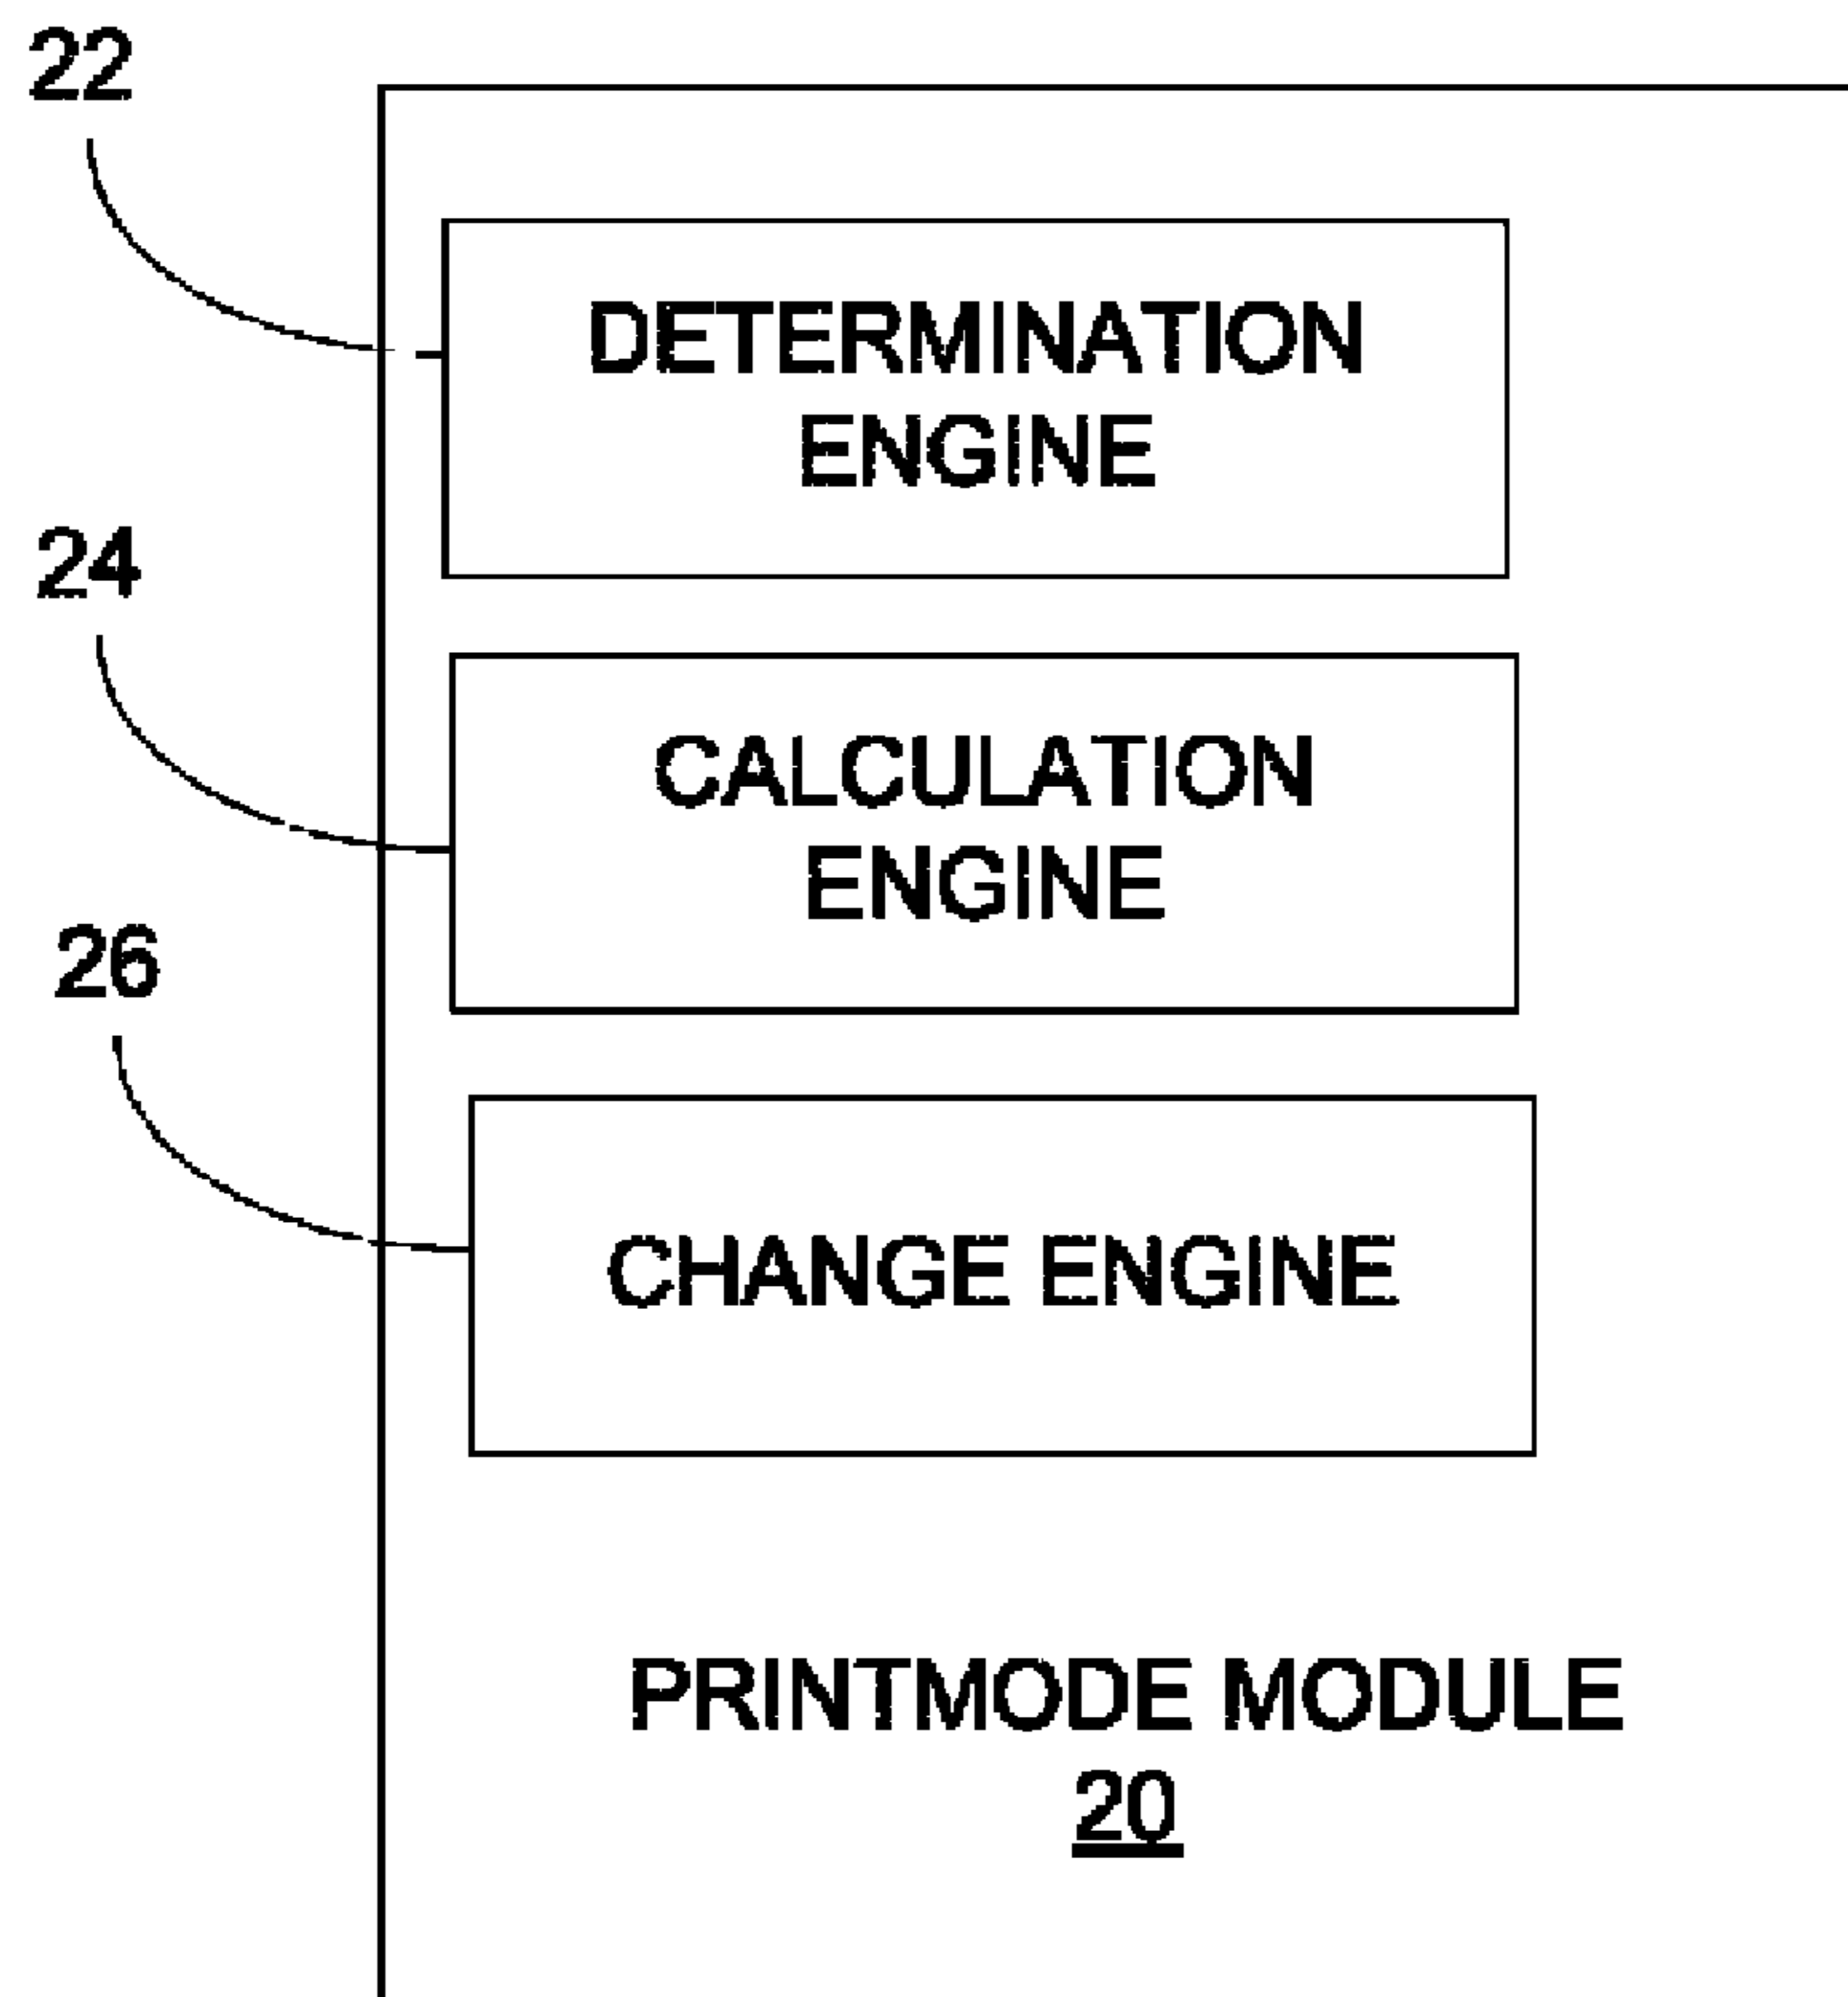 22
DETERMINATION
ENGINE
24
CALCULATION
ENGINE
26
CHANGE ENGINE
PRINTMODE MODULE
20